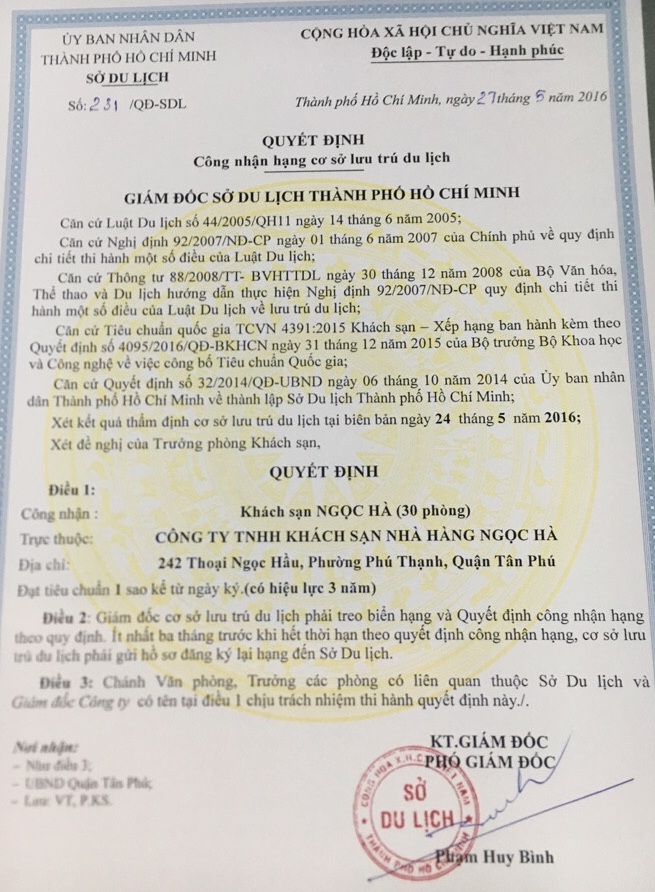 ỦY BAN NHÂN DÂN
THÀNH PHỐ HỒ CHÍ MINH
SỞ DU LỊCH
Số: 231 /QĐ-SDL
CỘNG HÒA XÃ HỘI CHỦ NGHĨA VIỆT NAM
Độc lập - Tự do - Hạnh phúc
Thành phố Hồ Chí Minh, ngày 27 tháng 5 năm 2016
QUYẾT ĐỊNH
Công nhận hạng cơ sở lưu trú du lịch
GIÁM ĐỐC SỞ DU LỊCH THÀNH PHỐ HỒ CHÍ MINH
Căn cứ Luật Du lịch số 44/2005/QH11 ngày 14 tháng 6 năm 2005;
Căn cứ Nghị định 92/2007/NĐ-CP ngày 01 tháng 6 năm 2007 của Chính phủ về quy định
chi tiết thi hành một số điều của Luật Du lịch;
Căn cứ Thông tư 88/2008/TT- BVHTTDL ngày 30 tháng 12 năm 2008 của Bộ Văn hóa,
Thể thao và Du lịch hướng dẫn thực hiện Nghị định 92/2007/NĐ-CP quy định chi tiết thi
hành một số điều của Luật Du lịch về lưu trú du lịch;
Căn cứ Tiêu chuẩn quốc gia TCVN 4391:2015 Khách sạn – Xếp hạng ban hành kèm theo
Quyết định số 4095/2016/QĐ-BKHCN ngày 31 tháng 12 năm 2015 của Bộ trưởng Bộ Khoa học
và Công nghệ về việc công bố Tiêu chuẩn Quốc gia;
Căn cứ Quyết định số 32/2014/QĐ-UBND ngày 06 tháng 10 năm 2014 của Ủy ban nhân
dân Thành phố Hồ Chí Minh về thành lập Sở Du lịch Thành phố Hồ Chí Minh;
Xét kết quả thẩm định cơ sở lưu trú du lịch tại biên bản ngày 24 tháng 5 năm 2016;
Xét đề nghị của Trưởng phòng Khách sạn,
QUYẾT ĐỊNH
Điều 1:
Công nhận : Khách sạn NGỌC HÀ (30 phòng)
Trực thuộc: CÔNG TY TNHH KHÁCH SẠN NHÀ HÀNG NGỌC HÀ
Địa chỉ: 242 Thoại Ngọc Hầu, Phường Phú Thạnh, Quận Tân Phú
Đạt tiêu chuẩn 1 sao kể từ ngày ký.(có hiệu lực 3 năm)
Điều 2: Giám đốc cơ sở lưu trú du lịch phải treo biển hạng và Quyết định công nhận hạng
theo quy định. Ít nhất ba tháng trước khi hết thời hạn theo quyết định công nhận hạng, cơ sở lưu
trú du lịch phải gửi hồ sơ đăng ký lại hạng đến Sở Du lịch.
Điều 3: Chánh Văn phòng, Trưởng các phòng có liên quan thuộc Sở Du lịch và
Giám đốc Công ty có tên tại điều 1 chịu trách nhiệm thi hành quyết định này./.
Nơi nhận:
- Như điều 3;
- UBND Quận Tân Phú;
- Lưu: VT, P.KS.
KT.GIÁM ĐỐC
PHÓ GIÁM ĐỐC
CỘNG HÒA X.H.C.N VIỆT NAM
SỞ
DU LỊCH
THÀNH PHỐ HỒ CHÍ MINH
Phạm Huy Bình